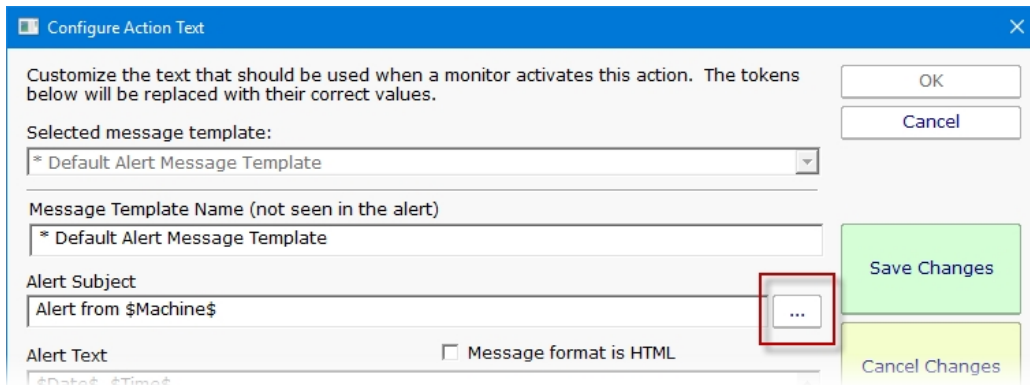 Configure Action Text
Customize the text that should be used when a monitor activates this action. The tokens
below will be replaced with their correct values.
OK
Cancel
Selected message template:
* Default Alert Message Template
Message Template Name (not seen in the alert)
* Default Alert Message Template
Save Changes
Alert Subject
Alert from $Machine$
...
Alert Text
Message format is HTML
Cancel Changes
$Date$ $Time$